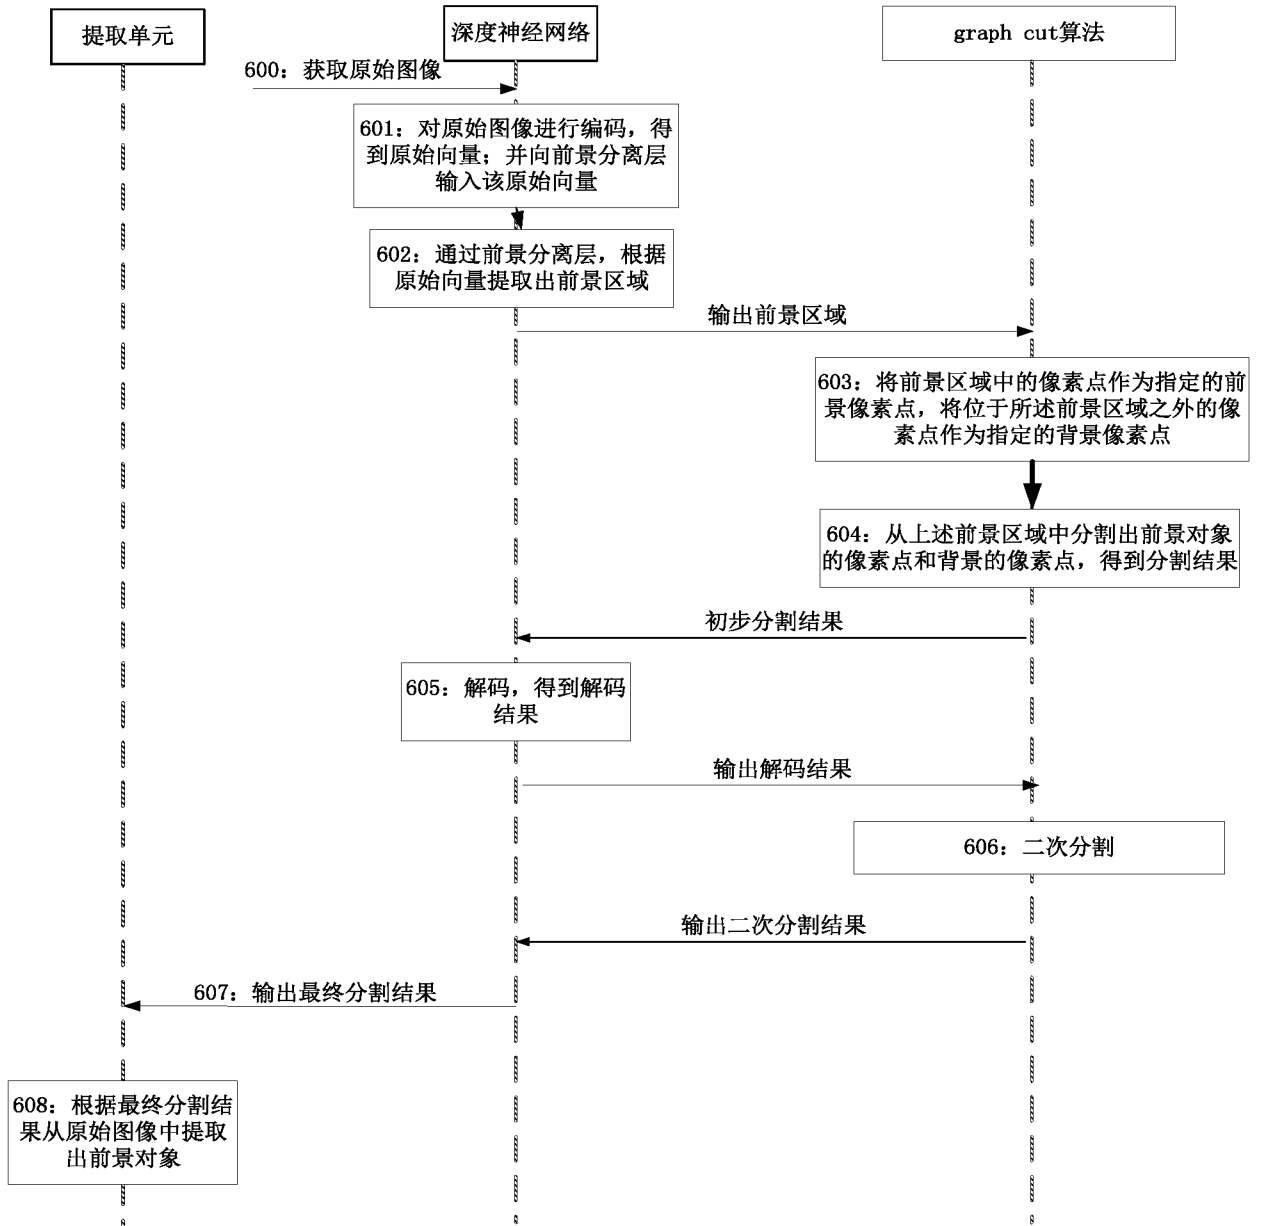 提取单元
深度神经网络
graph cut算法
600：获取原始图像
601：对原始图像进行编码，得
到原始向量；并向前景分离层
输入该原始向量
602：通过前景分离层，根据
原始向量提取出前景区域
输出前景区域
603：将前景区域中的像素点作为指定的前
景像素点，将位于所述前景区域之外的像
素点作为指定的背景像素点
604：从上述前景区域中分割出前景对象
的像素点和背景的像素点，得到分割结果
初步分割结果
605：解码，得到解码
结果
输出解码结果
606：二次分割
输出二次分割结果
607：输出最终分割结果
608：根据最终分割结
果从原始图像中提取
出前景对象